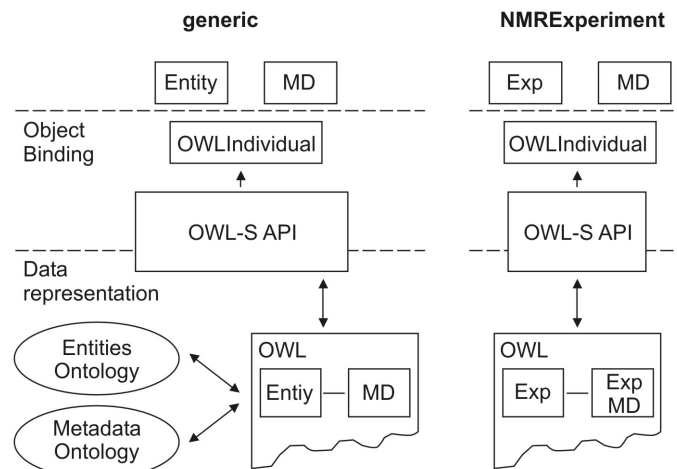 generic
NMRExperiment
Entity
MD
Exp
MD
Object
Binding
OWLIndividual
OWLIndividual
OWL-S API
OWL-S API
Data
representation
Entities
Ontology
Metadata
Ontology
OWL
Entiy
MD
OWL
Exp
Exp
MD